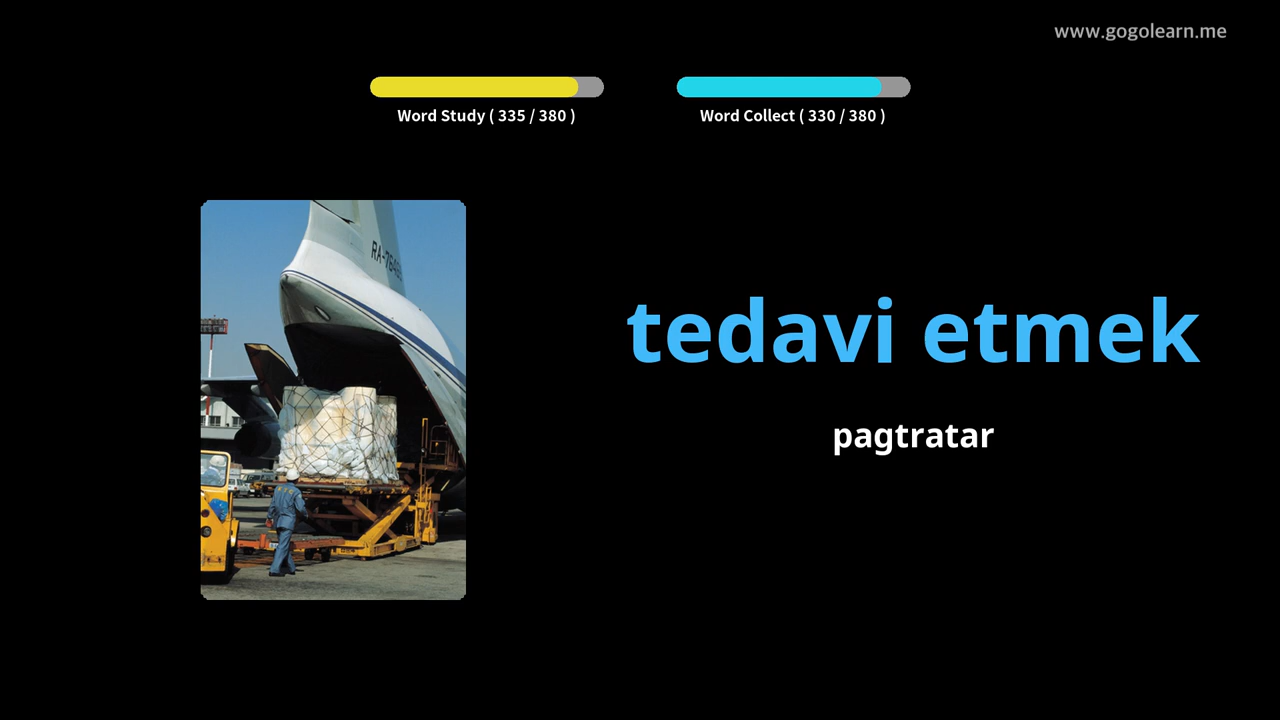 www.gogolearn.me
Word Study ( 335 / 380 )
Word Collect ( 330 / 380 )
tedavi etmek
pagtratar